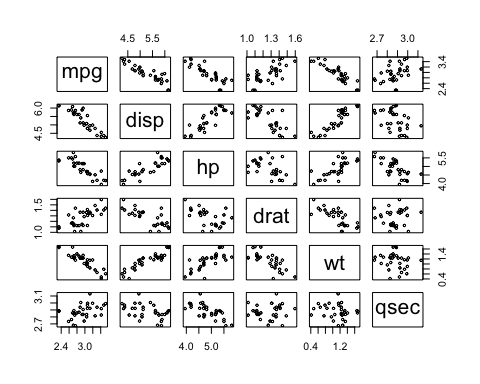 4.5 5.5 1.0 1.3 1.6 2.7 3.0
mpg 2.4 3.4
4.5 6.0 disp
hp 4.0 5.5
1.0 1.5 drat
wt 0.4 1.4
2.7 3.1 qsec
2.4 3.0 4.0 5.0 0.4 1.2